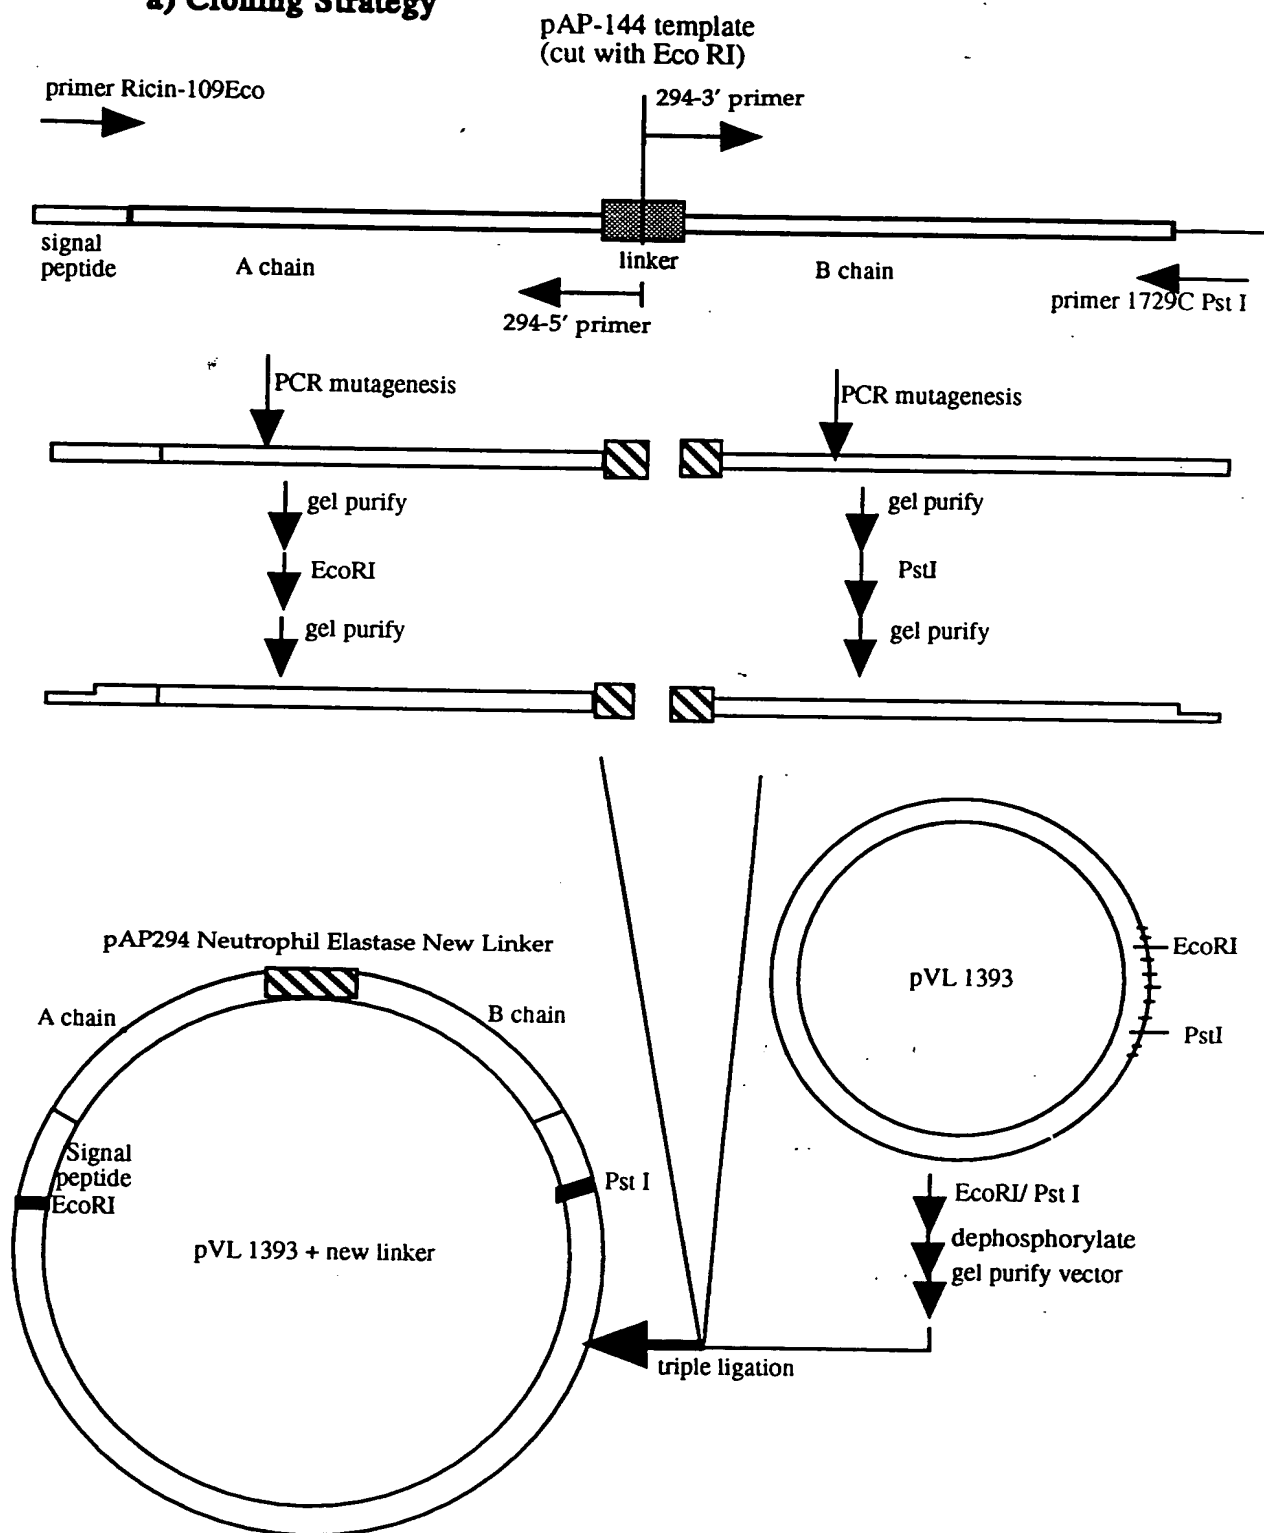 a) Cloning Strategy
pAP-144 template
(cut with Eco RI)
primer Ricin-109Eco
294-3′ primer
signal
peptide
A chain
linker
B chain
294-5′ primer
primer 1729C Pst I
PCR mutagenesis
PCR mutagenesis
gel purify
gel purify
EcoRI
PstI
gel purify
gel purify
pAP294 Neutrophil Elastase New Linker
A chain
B chain
pVL 1393
EcoRI
PstI
Signal
peptide
EcoRI
Pst I
pVL 1393 + new linker
EcoRI/ Pst I
dephosphorylate
gel purify vector
triple ligation